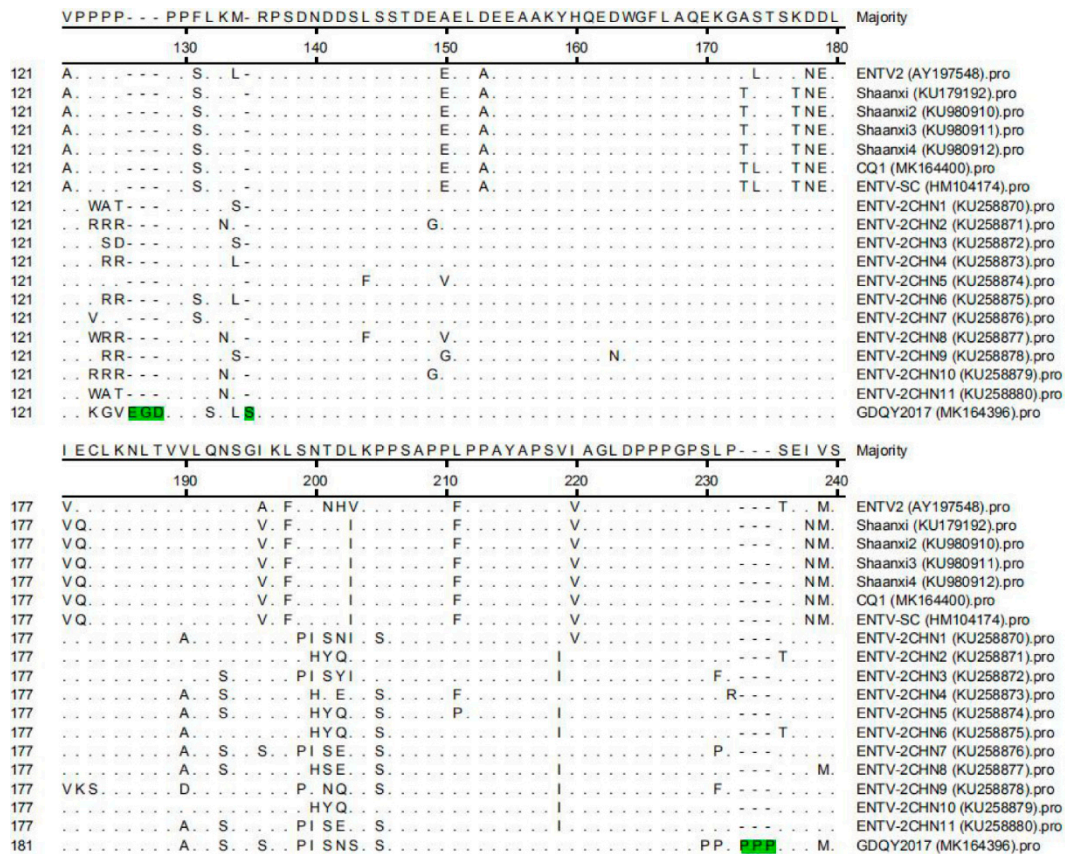 VPPPP---PPFLKM-RPSDNDDSLSSTDEAELDEEAAKYHQEDWGFLAQEKGASTSKDDL Majority
130 140 150 160 170 180
121 A....---..S..L-..............E..A....................L...NE. ENTV2 (AY197548).pro
121 A....---..S...-..............E..A...................T...TNE. Shaanxi (KU179192).pro
121 A....---..S...-..............E..A...................T...TNE. Shaanxi2 (KU980910).pro
121 A....---..S...-..............E..A...................T...TNE. Shaanxi3 (KU980911).pro
121 A....---..S...-..............E..A...................T...TNE. Shaanxi4 (KU980912).pro
121 A....---..S...-..............E..A...................TL..TNE. CQ1 (MK164400).pro
121 A....---..S...-..............E..A...................TL..TNE. ENTV-SC (HM104174).pro
121 ..WAT---.....S-............................................. ENTV-2CHN1 (KU258870).pro
121 ..RRR---....N.-.............G............................... ENTV-2CHN2 (KU258871).pro
121 ...SD---.....S-............................................. ENTV-2CHN3 (KU258872).pro
121 ...RR---.....L-............................................. ENTV-2CHN4 (KU258873).pro
121 .....---......-........F.....V.............................. ENTV-2CHN5 (KU258874).pro
121 ...RR---..S..L-............................................. ENTV-2CHN6 (KU258875).pro
121 ..V..---..S...-............................................. ENTV-2CHN7 (KU258876).pro
121 ..WRR---....N.-........F.....V.............................. ENTV-2CHN8 (KU258877).pro
121 ...RR---.....S-..............G............N................. ENTV-2CHN9 (KU258878).pro
121 ..RRR---....N.-.............G............................... ENTV-2CHN10 (KU258879).pro
121 ..WAT---....N.-............................................. ENTV-2CHN11 (KU258880).pro
121 ..KGVEGD...S.LS............................................. GDQY2017 (MK164396).pro
IECLKNLTVVLQNSGIKLSNTDLKPPSAPPLPPAYAPSVIAGLDPPPGPSLP---SEIVS Majority
190 200 210 220 230 240
177 V..............A.F..NHV.......F........V............---T..M. ENTV2 (AY197548).pro
177 VQ.............V.F....I.......F........V............---..NM. Shaanxi (KU179192).pro
177 VQ.............V.F....I.......F........V............---..NM. Shaanxi2 (KU980910).pro
177 VQ.............V.F....I.......F........V............---..NM. Shaanxi3 (KU980911).pro
177 VQ.............V.F....I.......F........V............---..NM. Shaanxi4 (KU980912).pro
177 VQ.............V.F....I.......F........V............---..NM. CQ1 (MK164400).pro
177 VQ.............V.F....I.......F........V............---..NM. ENTV-SC (HM104174).pro
177 .........A........PISNI.S..............V............---..... ENTV-2CHN1 (KU258870).pro
177 ...................HYQ................I.............---T.... ENTV-2CHN2 (KU258871).pro
177 ............S.....PISYI...............I...........F.---..... ENTV-2CHN3 (KU258872).pro
177 .........A..S......H.E..S.....F....................R---..... ENTV-2CHN4 (KU258873).pro
177 .........A..S......HYQ..S.....P.......I.............---..... ENTV-2CHN5 (KU258874).pro
177 .........A.........HYQ..S.............I.............---T.... ENTV-2CHN6 (KU258875).pro
177 .........A..S..S..PISE..S.........................P.---..... ENTV-2CHN7 (KU258876).pro
177 .........A..S......HSE..S.............I.............---...M. ENTV-2CHN8 (KU258877).pro
177 VKS......D........P.NQ..S.............I...........F.---..... ENTV-2CHN9 (KU258878).pro
177 ...................HYQ................I.............---..... ENTV-2CHN10 (KU258879).pro
177 .........A..S.....PISE..S.............I.............---..... ENTV-2CHN11 (KU258880).pro
181 .........A..S..S..PISNS.S........................PP.PPP...M. GDQY2017 (MK164396).pro